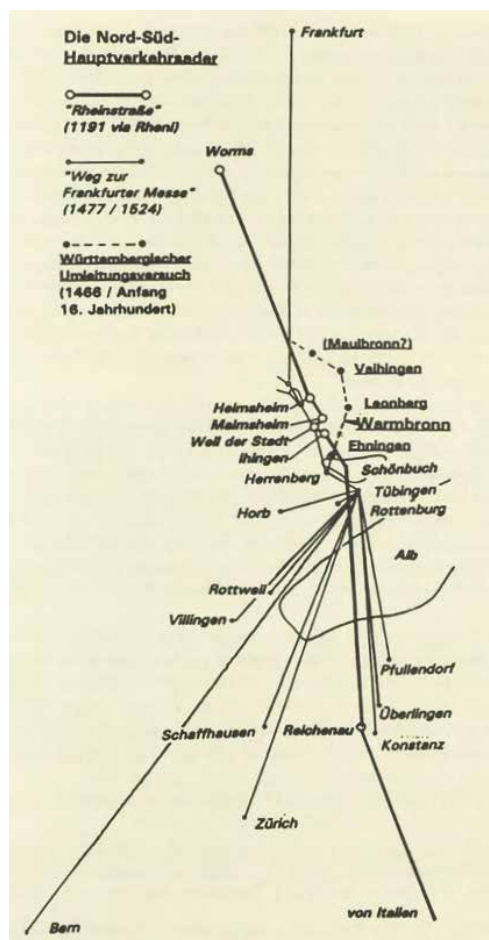 Die Nord-Süd-
Hauptverkehrsader
"Rheinstraße"
(1191 via Rheni)
"Weg zur
Frankfurter Messe"
(1477 / 1524)
Württembergischer
Umleitungsversuch
(1466 / Anfang
16. Jahrhundert)
Frankfurt
Worms
(Maulbronn?)
Vaihingen
Leonberg
Heimsheim
Malmsheim
Warmbronn
Weil der Stadt
Ihingen
Ehningen
Schönbuch
Herrenberg
Tübingen
Horb
Rottenburg
Alb
Rottweil
Villingen
Pfullendorf
Überlingen
Schaffhausen
Reichenau
Konstanz
Zürich
von Italien
Bern